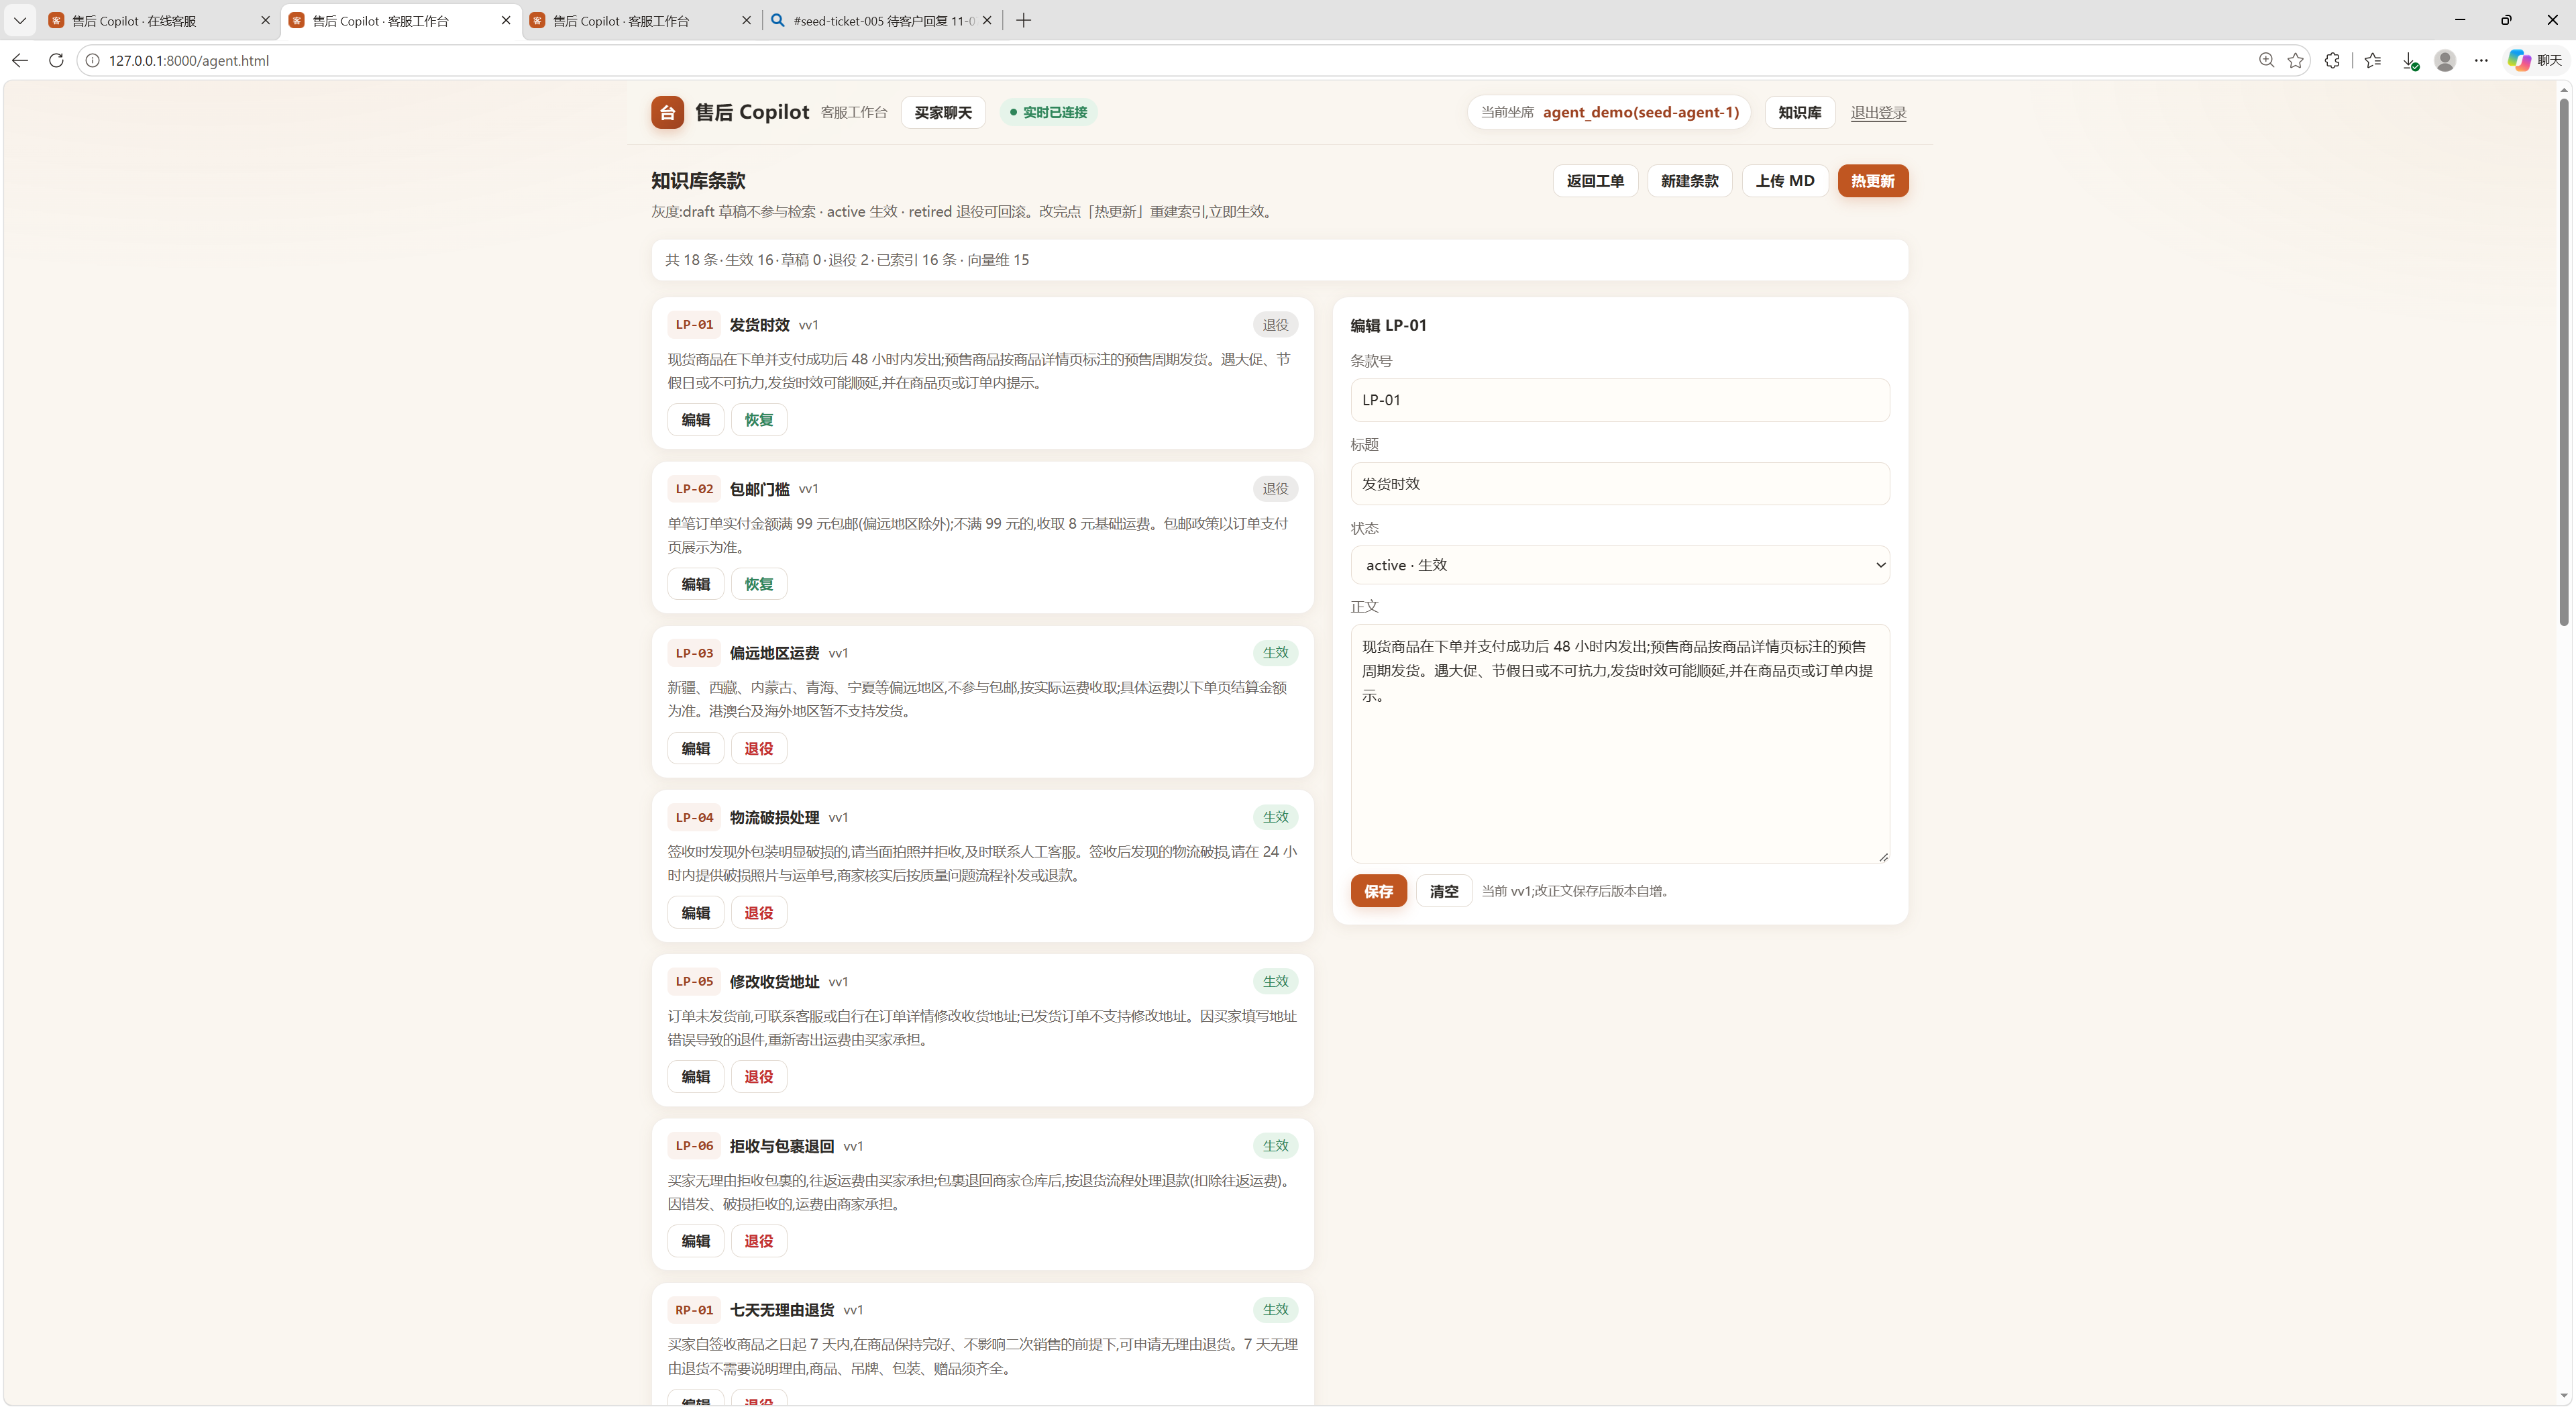 售后 Copilot · 在线客服
售后 Copilot · 客服工作台
售后 Copilot · 客服工作台
#seed-ticket-005 待客户回复 11-0
127.0.0.1:8000/agent.html
聊天
台 售后 Copilot 客服工作台 买家聊天 实时已连接
当前坐席 agent_demo(seed-agent-1) 知识库 退出登录
知识库条款
返回工单 新建条款 上传 MD 热更新
灰度:draft 草稿不参与检索 · active 生效 · retired 退役可回滚。改完点「热更新」重建索引,立即生效。
共 18 条 · 生效 16 · 草稿 0 · 退役 2 · 已索引 16 条 · 向量维 15
LP-01 发货时效 vv1 退役
现货商品在下单并支付成功后 48 小时内发出;预售商品按商品详情页标注的预售周期发货。遇大促、节
假日或不可抗力,发货时效可能顺延,并在商品页或订单内提示。
编辑 恢复
LP-02 包邮门槛 vv1 退役
单笔订单实付金额满 99 元包邮(偏远地区除外);不满 99 元的,收取 8 元基础运费。包邮政策以订单支付
页展示为准。
编辑 恢复
LP-03 偏远地区运费 vv1 生效
新疆、西藏、内蒙古、青海、宁夏等偏远地区,不参与包邮,按实际运费收取;具体运费以下单页结算金额
为准。港澳台及海外地区暂不支持发货。
编辑 退役
LP-04 物流破损处理 vv1 生效
签收时发现外包装明显破损的,请当面拍照并拒收,及时联系人工客服。签收后发现的物流破损,请在 24 小
时内提供破损照片与运单号,商家核实后按质量问题流程补发或退款。
编辑 退役
LP-05 修改收货地址 vv1 生效
订单未发货前,可联系客服或自行在订单详情修改收货地址;已发货订单不支持修改地址。因买家填写地址
错误导致的退件,重新寄出运费由买家承担。
编辑 退役
LP-06 拒收与包裹退回 vv1 生效
买家无理由拒收包裹的,往返运费由买家承担;包裹退回商家仓库后,按退货流程处理退款(扣除往返运费)。
因错发、破损拒收的,运费由商家承担。
编辑 退役
RP-01 七天无理由退货 vv1 生效
买家自签收商品之日起 7 天内,在商品保持完好、不影响二次销售的前提下,可申请无理由退货。7 天无理
由退货不需要说明理由,商品、吊牌、包装、赠品须齐全。
编辑 退役
编辑 LP-01
条款号
LP-01
标题
发货时效
状态
active · 生效
正文
现货商品在下单并支付成功后 48 小时内发出;预售商品按商品详情页标注的预售
周期发货。遇大促、节假日或不可抗力,发货时效可能顺延,并在商品页或订单内提
示。
保存 清空 当前 vv1;改正文保存后版本自增。